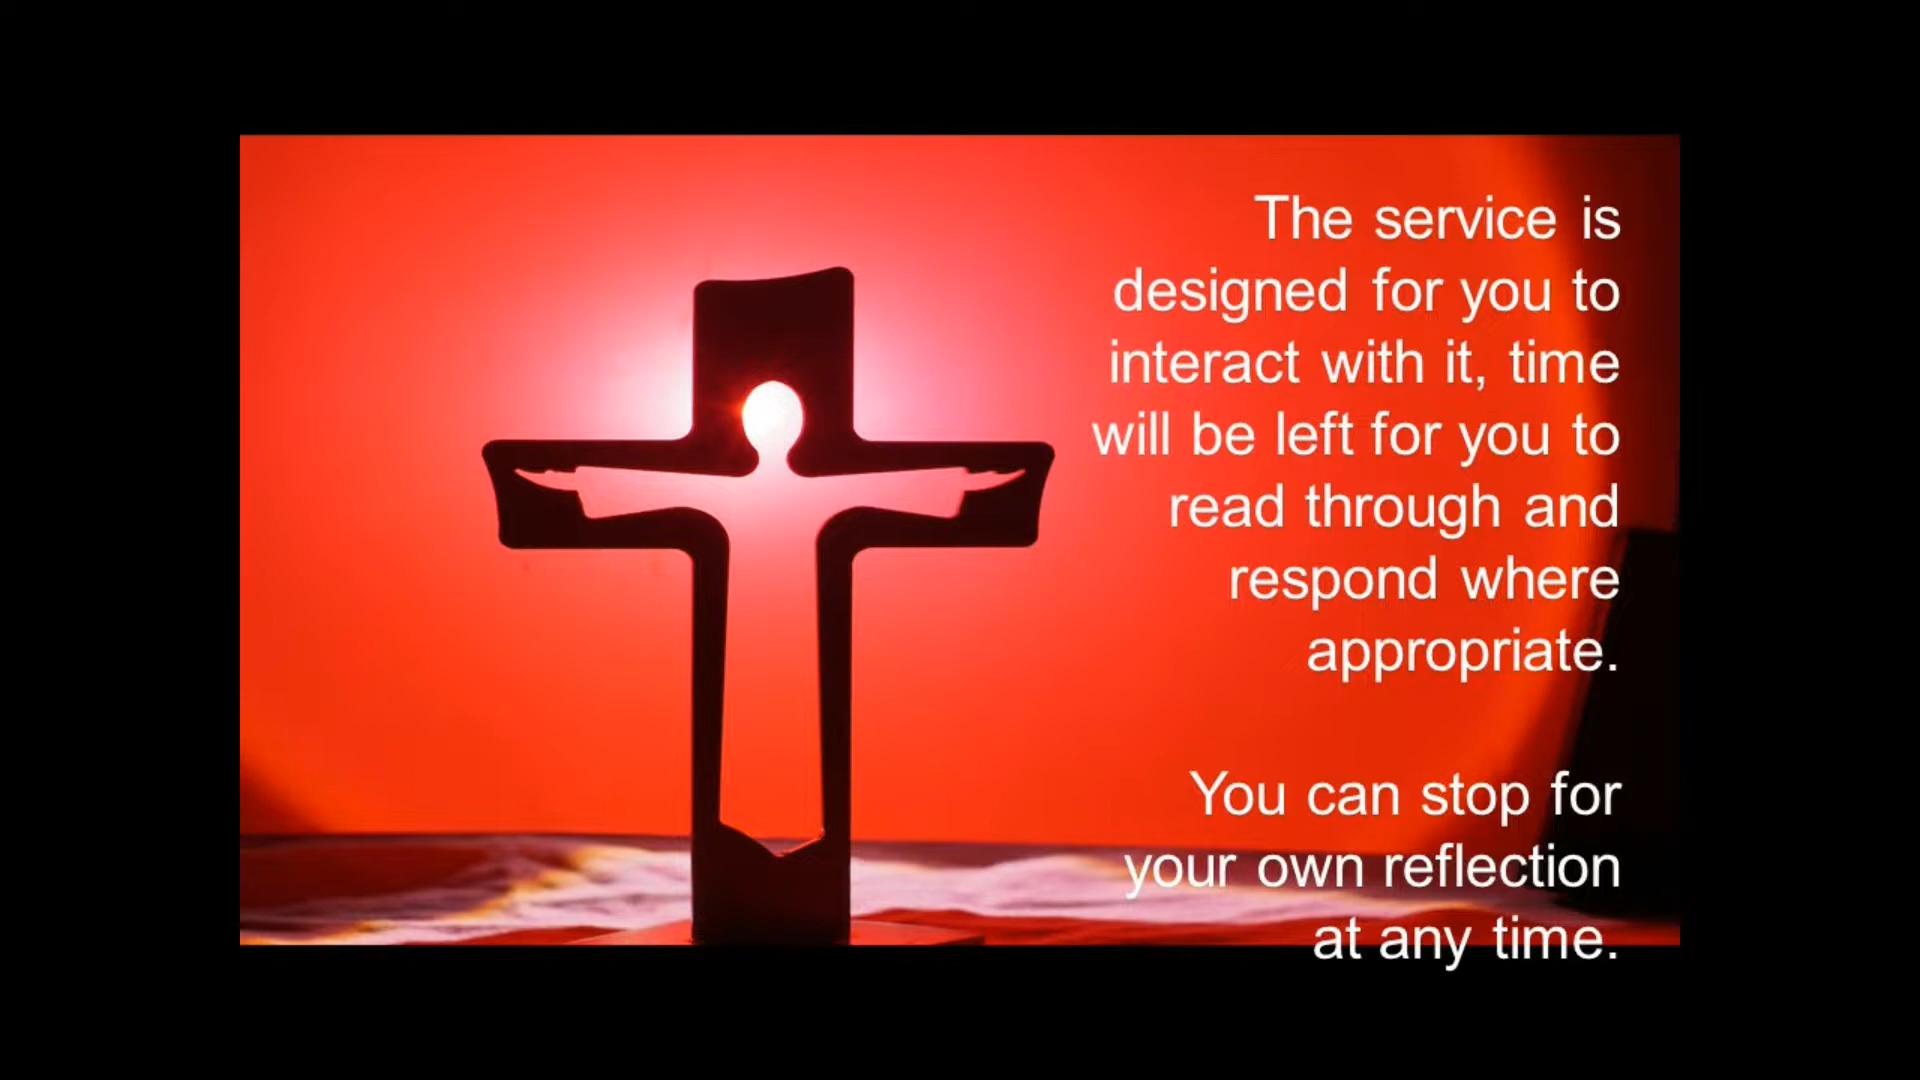 The service is
designed for you to
interact with it, time
will be left for you to
read through and
respond where
appropriate.
You can stop for
your own reflection
at any time.